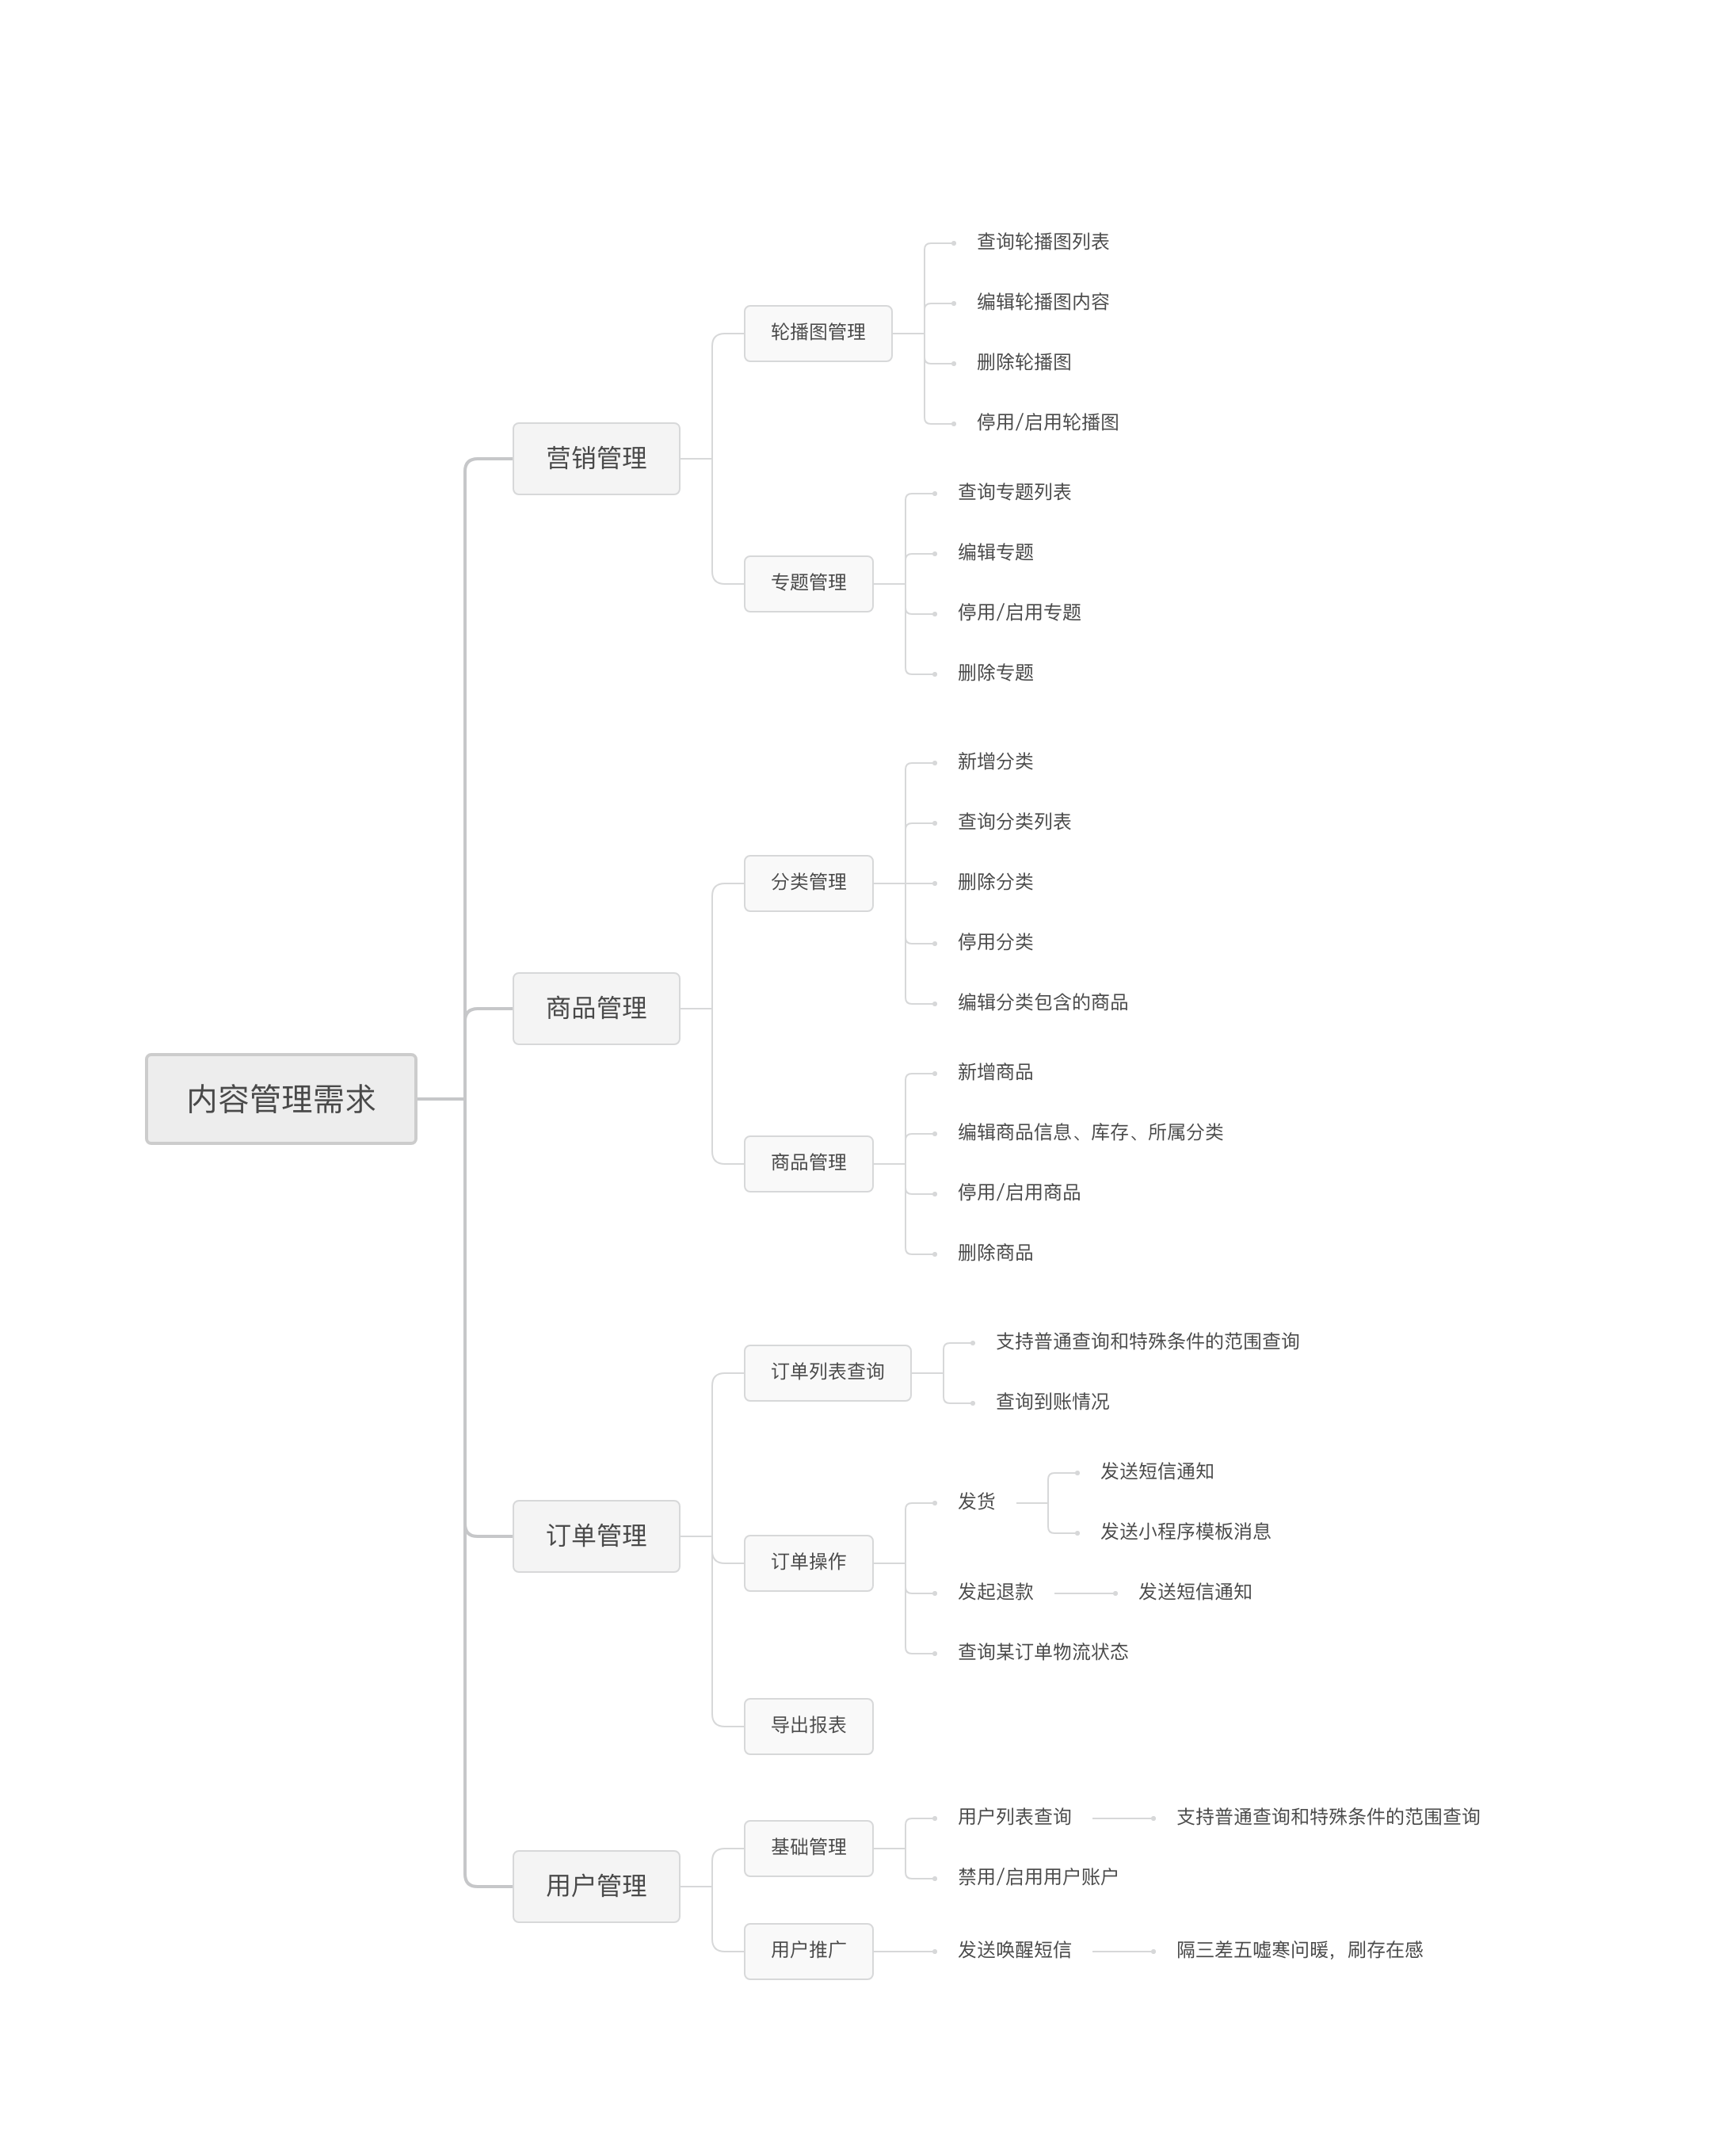 内容管理需求
营销管理
轮播图管理
查询轮播图列表
编辑轮播图内容
删除轮播图
停用/启用轮播图
专题管理
查询专题列表
编辑专题
停用/启用专题
删除专题
商品管理
分类管理
新增分类
查询分类列表
删除分类
停用分类
编辑分类包含的商品
商品管理
新增商品
编辑商品信息、库存、所属分类
停用/启用商品
删除商品
订单管理
订单列表查询
支持普通查询和特殊条件的范围查询
查询到账情况
订单操作
发货
发送短信通知
发送小程序模板消息
发起退款
发送短信通知
查询某订单物流状态
导出报表
用户管理
基础管理
用户列表查询
支持普通查询和特殊条件的范围查询
禁用/启用用户账户
用户推广
发送唤醒短信
隔三差五嘘寒问暖，刷存在感